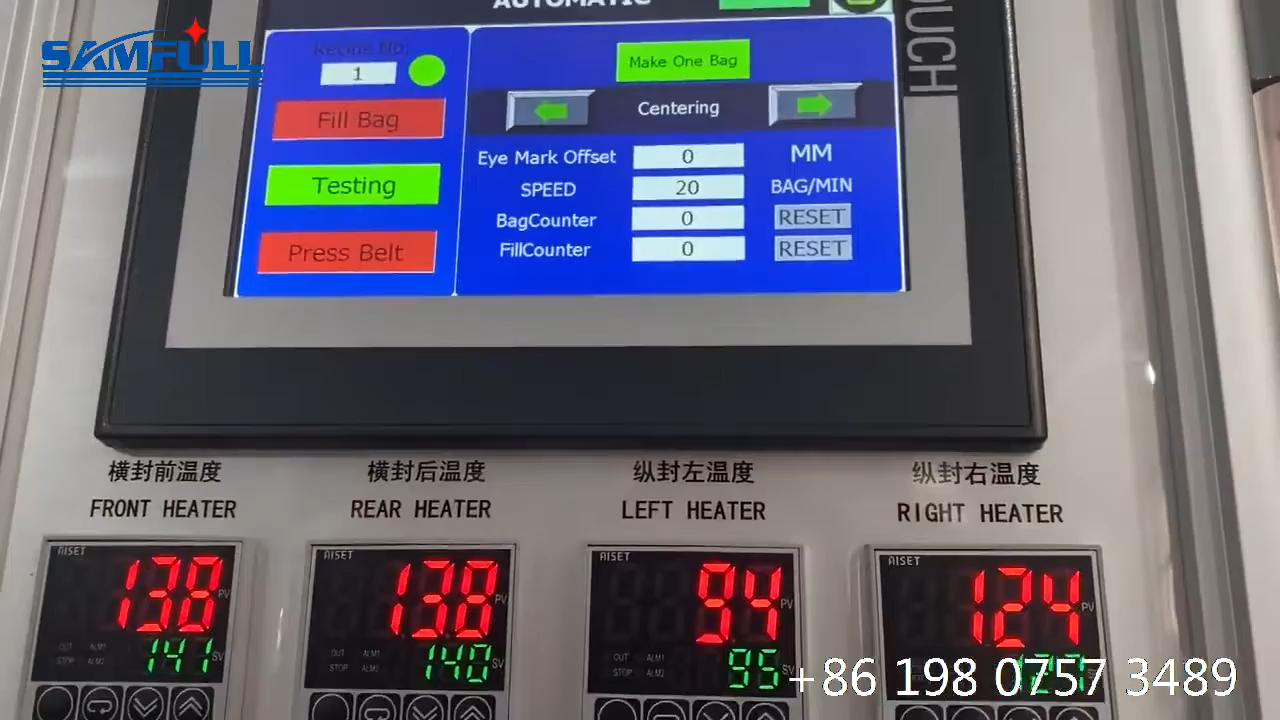 SAMFULL
AUTOMATIC
Recipe No:
1
Fill Bag
Testing
Press Belt
Make One Bag
Centering
Eye Mark Offset 0 MM
SPEED 20 BAG/MIN
BagCounter 0 RESET
FillCounter 0 RESET
OUCH
横封前温度
FRONT HEATER
横封后温度
REAR HEATER
纵封左温度
LEFT HEATER
纵封右温度
RIGHT HEATER
AISET
138 PV
OUT ALM1
STOP ALM2
141 SV
AISET
138 PV
OUT ALM1
STOP ALM2
140 SV
AISET
94 PV
OUT ALM1
STOP ALM2
95 SV
AISET
124 PV
+86 198 0757 3489